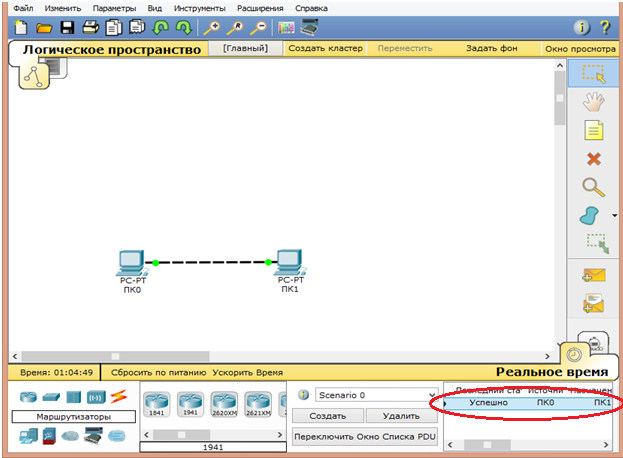 Файл Изменить Параметры Вид Инструменты Расширения Справка
Логическое пространство [Главный] Создать кластер Переместить Задать фон Окно просмотра
PC-PT PC-PT
ПК0 ПК1
Время: 01:04:49 Сбросить по питанию Ускорить Время Реальное время
Scenario 0 Последний ста Источни Назначен
1841 1941 2620XM 2621XM Успешно ПК0 ПК1
Маршрутизаторы Создать Удалить
Переключить Окно Списка PDU
1941